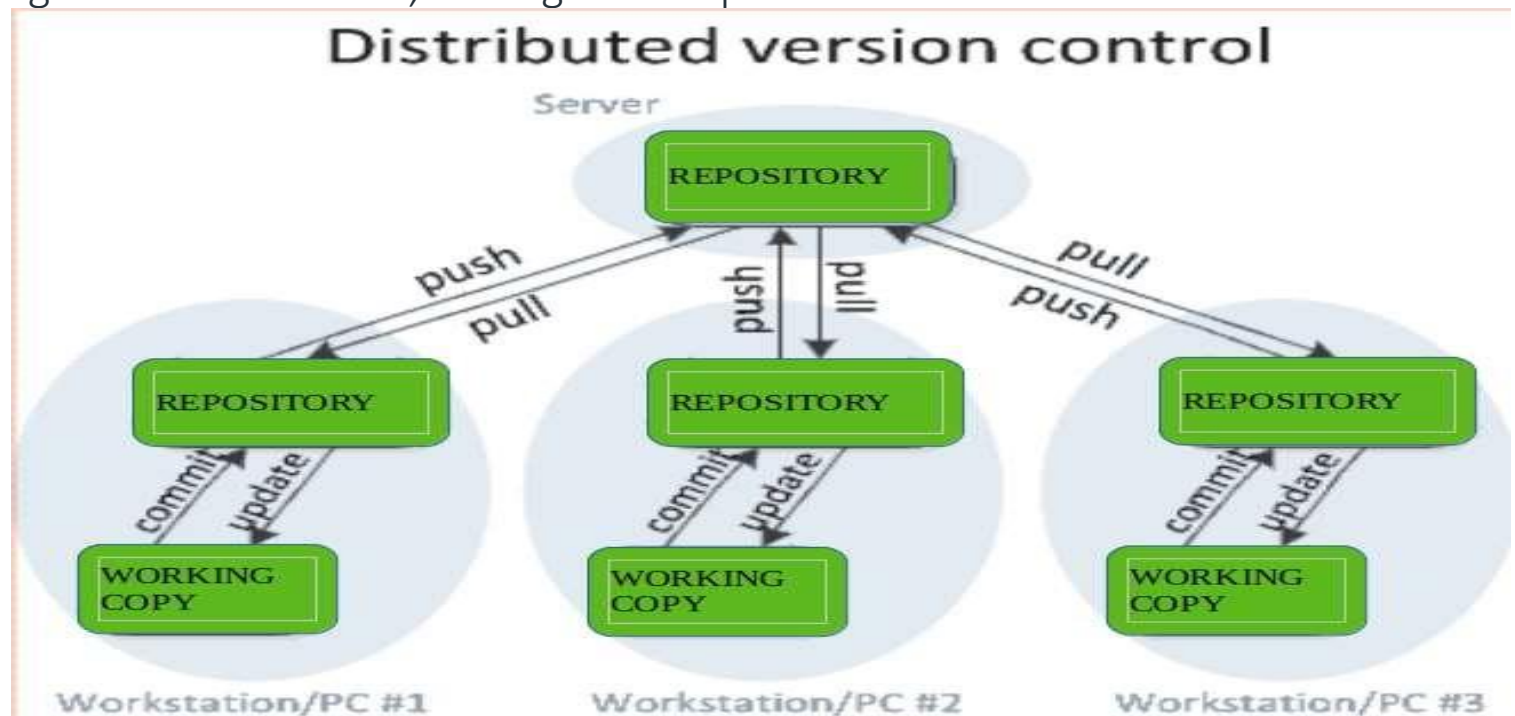 Distributed version control
Server
REPOSITORY
push
pull
push
pull
pull
push
REPOSITORY
REPOSITORY
REPOSITORY
commit
update
commit
update
commit
update
WORKING
COPY
WORKING
COPY
WORKING
COPY
Workstation/PC #1
Workstation/PC #2
Workstation/PC #3